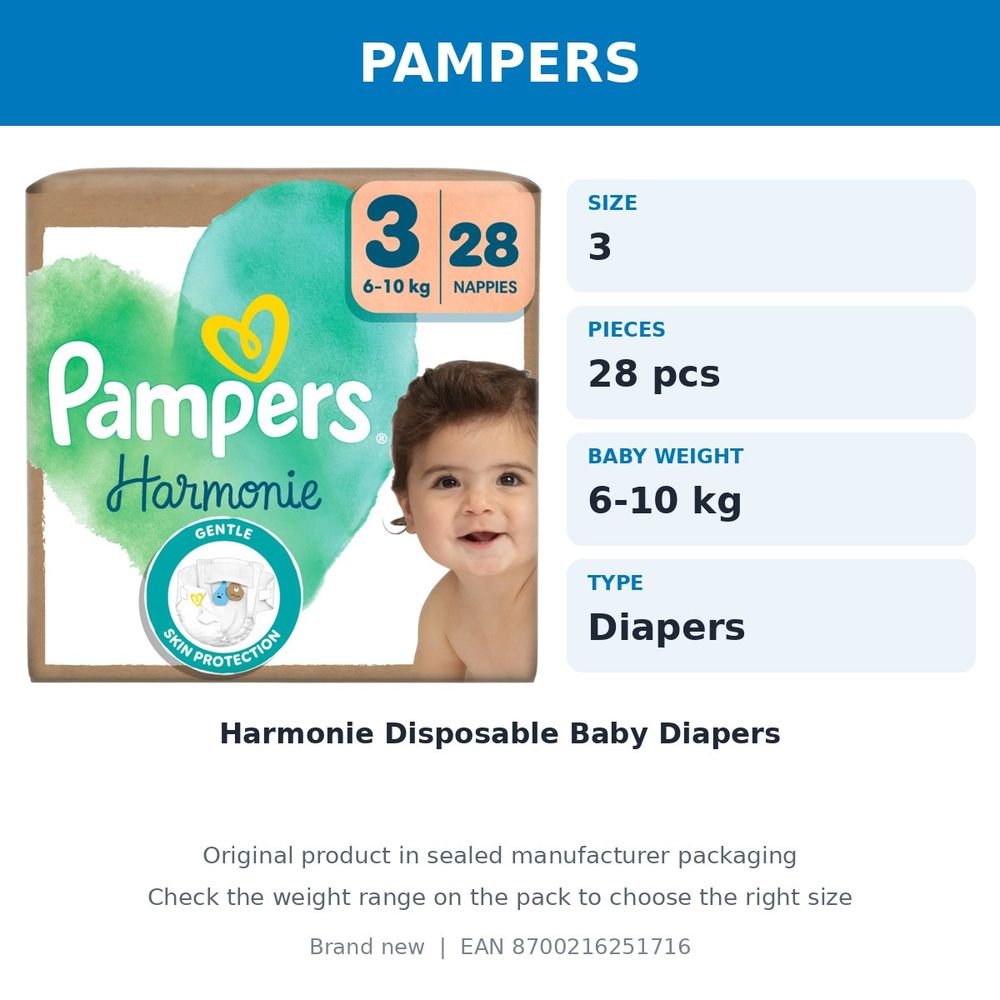 PAMPERS
3
6-10 kg
28
NAPPIES
Pampers®
Harmonie
GENTLE
SKIN PROTECTION
SIZE
3
PIECES
28 pcs
BABY WEIGHT
6-10 kg
TYPE
Diapers
Harmonie Disposable Baby Diapers
Original product in sealed manufacturer packaging
Check the weight range on the pack to choose the right size
Brand new | EAN 8700216251716